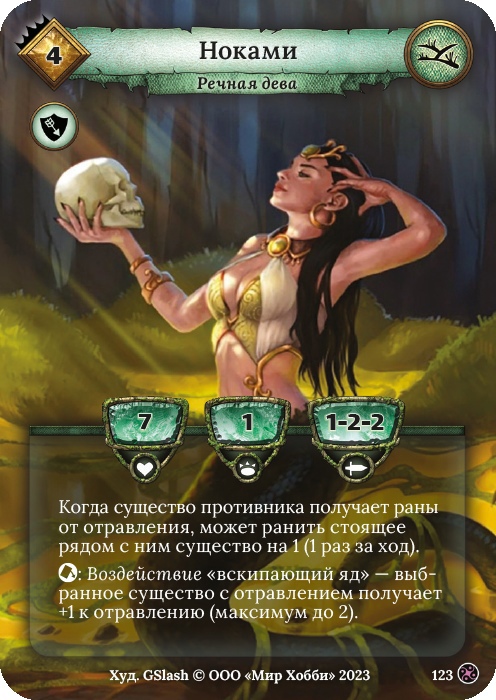 4
Ноками
Речная дева
7
1
1-2-2
Когда существо противника получает раны
от отравления, может ранить стоящее
рядом с ним существо на 1 (1 раз за ход).
: Воздействие «вскипающий яд» — выб-
ранное существо с отравлением получает
+1 к отравлению (максимум до 2).
Худ. GSlash © ООО «Мир Хобби» 2023
123